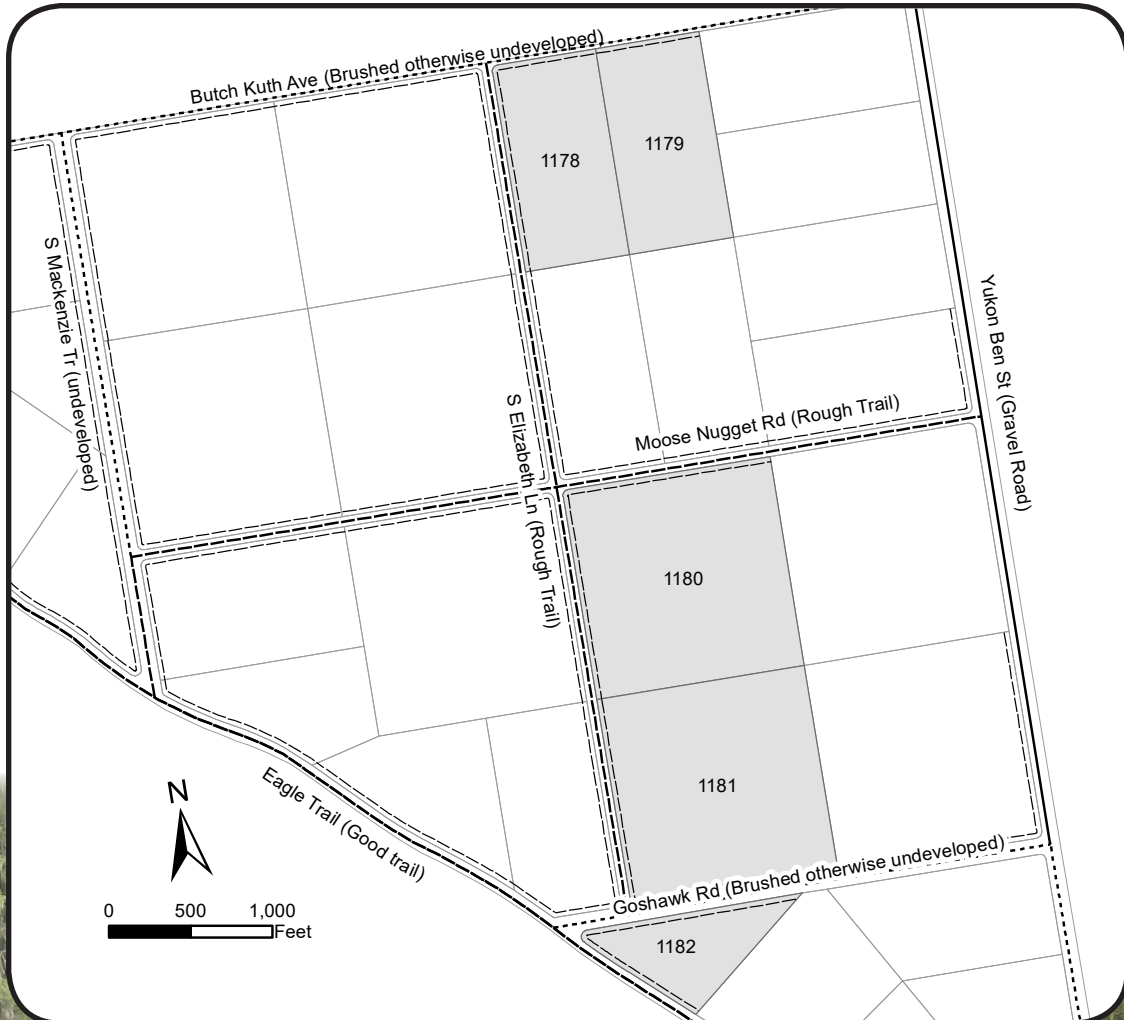 Butch Kuth Ave (Brushed otherwise undeveloped)
1178
1179
S Mackenzie Tr (undeveloped)
Yukon Ben St (Gravel Road)
S Elizabeth Ln (Rough Trail)
Moose Nugget Rd (Rough Trail)
1180
1181
Eagle Trail (Good trail)
Goshawk Rd (Brushed otherwise undeveloped)
1182
N
0 500 1,000
Feet